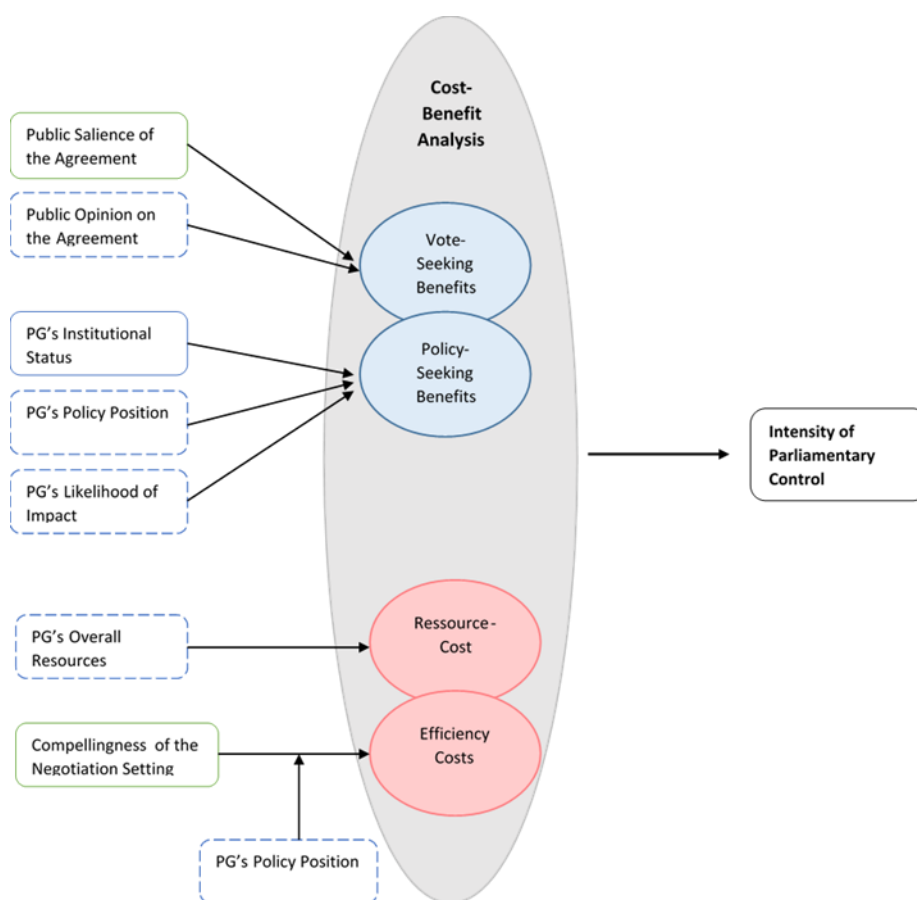 Cost-
Benefit
Analysis
Public Salience of
the Agreement
Public Opinion on
the Agreement
Vote-
Seeking
Benefits
PG's Institutional
Status
Policy-
Seeking
Benefits
PG's Policy Position
PG's Likelihood of
Impact
Intensity of
Parliamentary
Control
PG's Overall
Resources
Ressource-
Cost
Compellingness of the
Negotiation Setting
Efficiency
Costs
PG's Policy Position